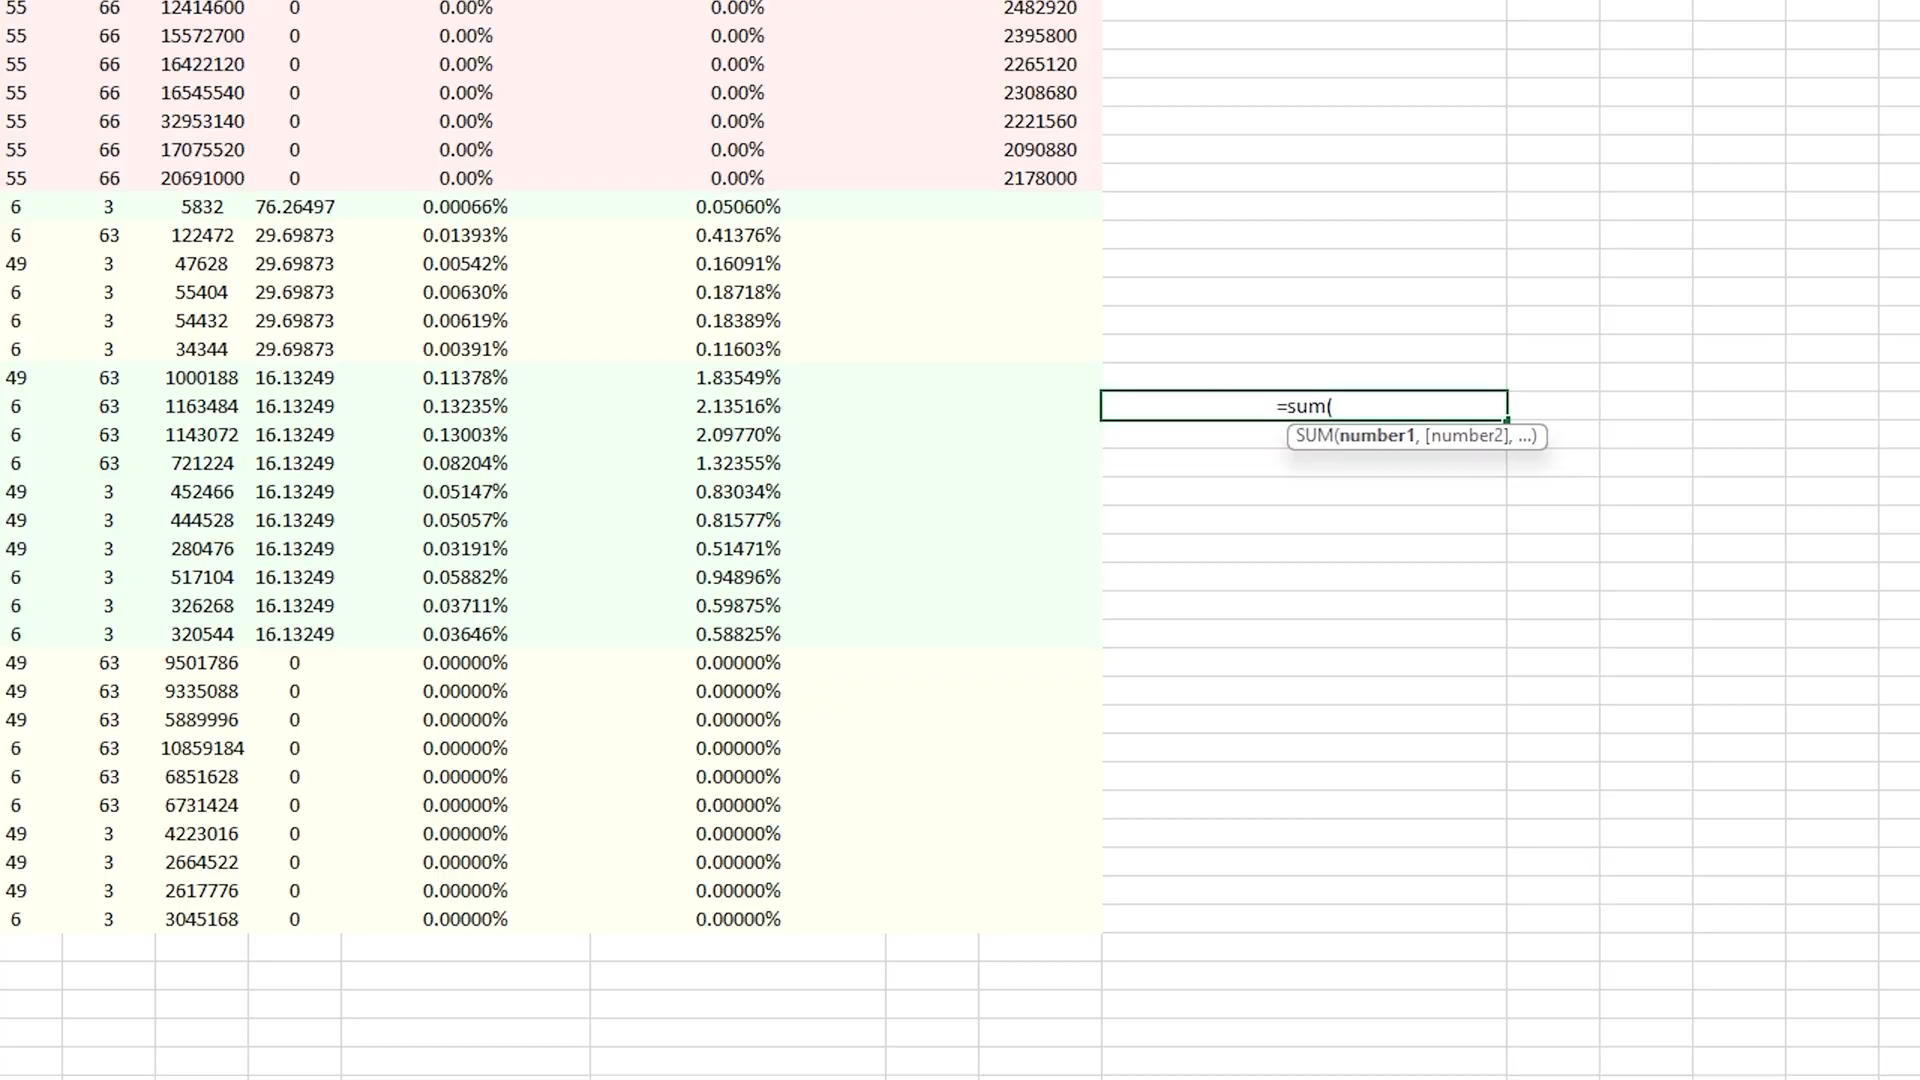 55 66 12414600 0 0.00% 0.00% 2482920
55 66 15572700 0 0.00% 0.00% 2395800
55 66 16422120 0 0.00% 0.00% 2265120
55 66 16545540 0 0.00% 0.00% 2308680
55 66 32953140 0 0.00% 0.00% 2221560
55 66 17075520 0 0.00% 0.00% 2090880
55 66 20691000 0 0.00% 0.00% 2178000
6 3 5832 76.26497 0.00066% 0.05060%
6 63 122472 29.69873 0.01393% 0.41376%
49 3 47628 29.69873 0.00542% 0.16091%
6 3 55404 29.69873 0.00630% 0.18718%
6 3 54432 29.69873 0.00619% 0.18389%
6 3 34344 29.69873 0.00391% 0.11603%
49 63 1000188 16.13249 0.11378% 1.83549%
6 63 1163484 16.13249 0.13235% 2.13516% =sum(
6 63 1143072 16.13249 0.13003% 2.09770% SUM(number1, [number2], ...)
6 63 721224 16.13249 0.08204% 1.32355%
49 3 452466 16.13249 0.05147% 0.83034%
49 3 444528 16.13249 0.05057% 0.81577%
49 3 280476 16.13249 0.03191% 0.51471%
6 3 517104 16.13249 0.05882% 0.94896%
6 3 326268 16.13249 0.03711% 0.59875%
6 3 320544 16.13249 0.03646% 0.58825%
49 63 9501786 0 0.00000% 0.00000%
49 63 9335088 0 0.00000% 0.00000%
49 63 5889996 0 0.00000% 0.00000%
6 63 10859184 0 0.00000% 0.00000%
6 63 6851628 0 0.00000% 0.00000%
6 63 6731424 0 0.00000% 0.00000%
49 3 4223016 0 0.00000% 0.00000%
49 3 2664522 0 0.00000% 0.00000%
49 3 2617776 0 0.00000% 0.00000%
6 3 3045168 0 0.00000% 0.00000%